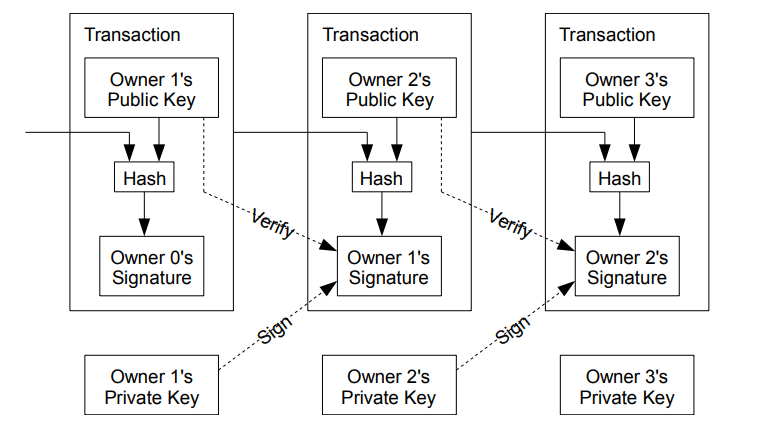 Transaction
Owner 1's
Public Key
Hash
Owner 0's
Signature
Transaction
Owner 2's
Public Key
Hash
Verify
Owner 1's
Signature
Transaction
Owner 3's
Public Key
Hash
Verify
Owner 2's
Signature
Sign
Sign
Owner 1's
Private Key
Owner 2's
Private Key
Owner 3's
Private Key